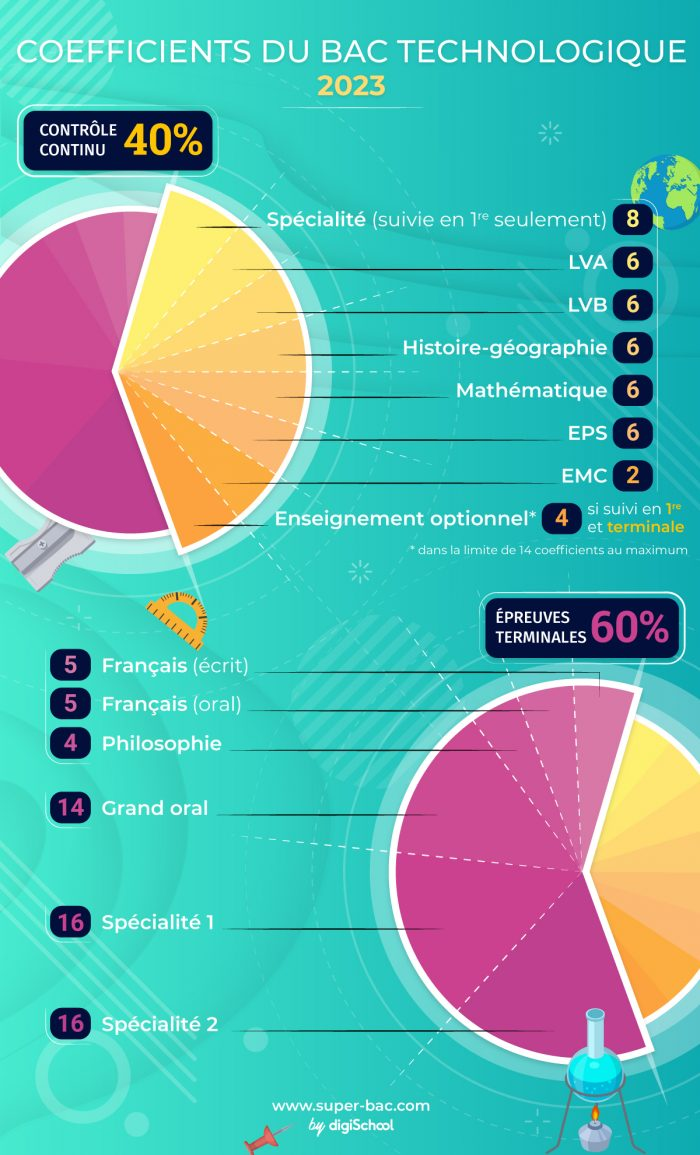 COEFFICIENTS DU BAC TECHNOLOGIQUE
2023
CONTRÔLE
CONTINU 40%
Spécialité (suivie en 1re seulement) 8
LVA 6
LVB 6
Histoire-géographie 6
Mathématique 6
EPS 6
EMC 2
Enseignement optionnel* 4 si suivi en 1re
et terminale
* dans la limite de 14 coefficients au maximum
ÉPREUVES
TERMINALES 60%
5 Français (écrit)
5 Français (oral)
4 Philosophie
14 Grand oral
16 Spécialité 1
16 Spécialité 2
www.super-bac.com
by digiSchool